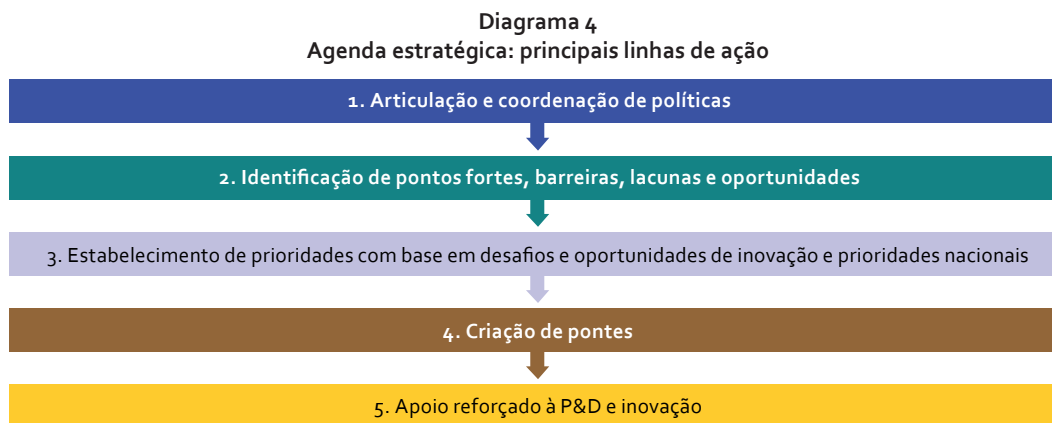 Diagrama 4
Agenda estratégica: principais linhas de ação
1. Articulação e coordenação de políticas
2. Identificação de pontos fortes, barreiras, lacunas e oportunidades
3. Estabelecimento de prioridades com base em desafios e oportunidades de inovação e prioridades nacionais
4. Criação de pontes
5. Apoio reforçado à P&D e inovação